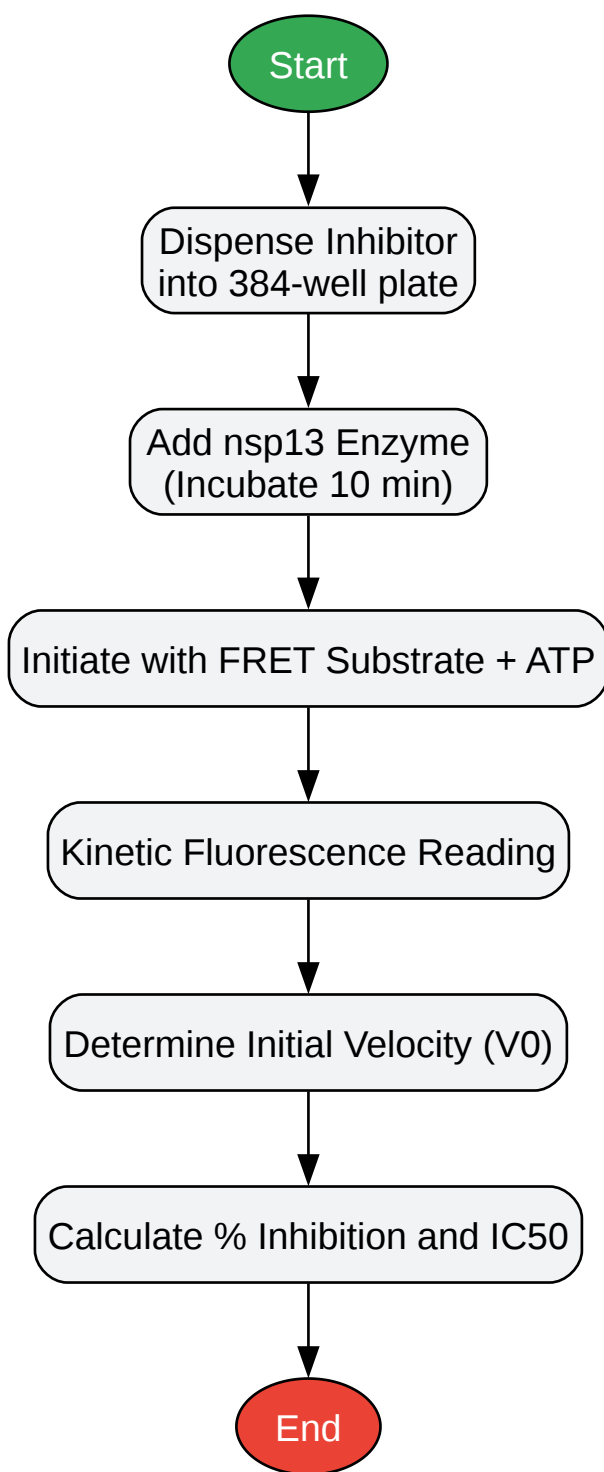 Start
Dispense Inhibitor
into 384-well plate
Add nsp13 Enzyme
(Incubate 10 min)
Initiate with FRET Substrate + ATP
Kinetic Fluorescence Reading
Determine Initial Velocity (V0)
Calculate % Inhibition and IC50
End